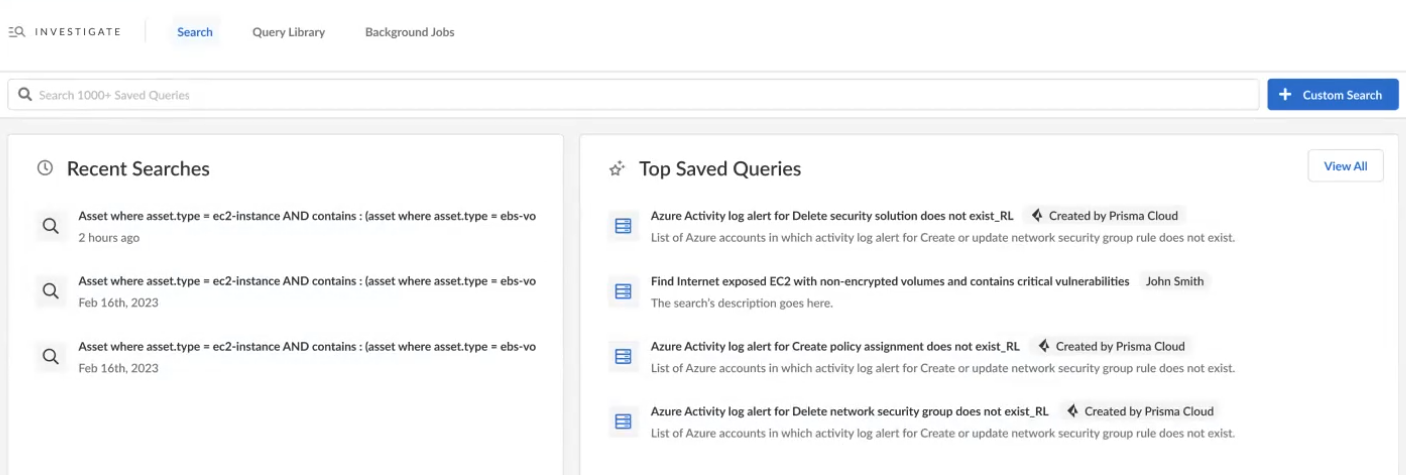 INVESTIGATE Search Query Library Background Jobs
Search 1000+ Saved Queries
Custom Search
Recent Searches
Asset where asset.type = ec2-instance AND contains : (asset where asset.type = ebs-vo
2 hours ago
Asset where asset.type = ec2-instance AND contains : (asset where asset.type = ebs-vo
Feb 16th, 2023
Asset where asset.type = ec2-instance AND contains : (asset where asset.type = ebs-vo
Feb 16th, 2023
Top Saved Queries
View All
Azure Activity log alert for Delete security solution does not exist_RL Created by Prisma Cloud
List of Azure accounts in which activity log alert for Create or update network security group rule does not exist.
Find Internet exposed EC2 with non-encrypted volumes and contains critical vulnerabilities John Smith
The search's description goes here.
Azure Activity log alert for Create policy assignment does not exist_RL Created by Prisma Cloud
List of Azure accounts in which activity log alert for Create or update network security group rule does not exist.
Azure Activity log alert for Delete network security group does not exist_RL Created by Prisma Cloud
List of Azure accounts in which activity log alert for Create or update network security group rule does not exist.